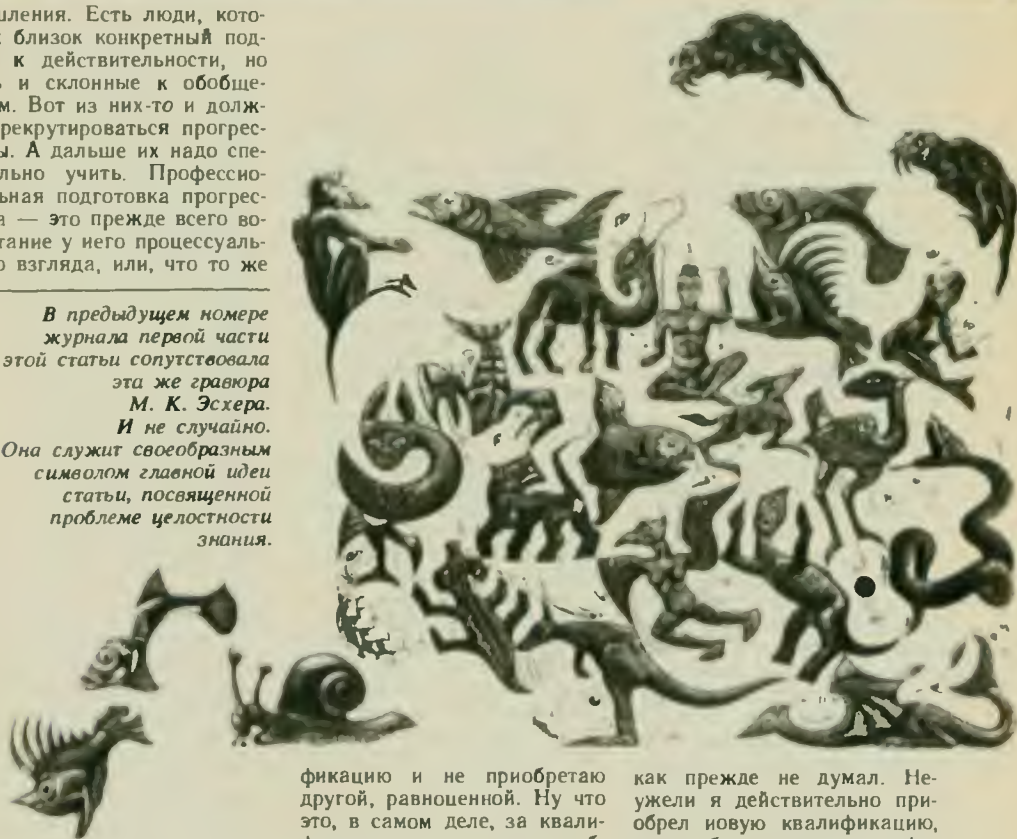 шления. Есть люди, кото-
близок конкретный под-
к действительности, но
и склонные к обобще-
м. Вот из них-то и долж-
рекрутироваться прогрес-
ы. А дальше их надо спе-
льно учить. Профессио-
ьная подготовка прогрес-
а — это прежде всего во-
тание у него процессуаль-
о взгляда, или, что то же
В предыдущем номере
журнала первой части
этой статьи сопутствовала
эта же гравюра
М. К. Эсхера.
И не случайно.
Она служит своеобразным
символом главной идеи
статьи, посвященной
проблеме целостности
знания.
фикацию и не приобретаю
другой, равноценной. Ну что
это, в самом деле, за квали-
как прежде не думал. Не-
ужели я действительно при-
обрел новую квалификацию,